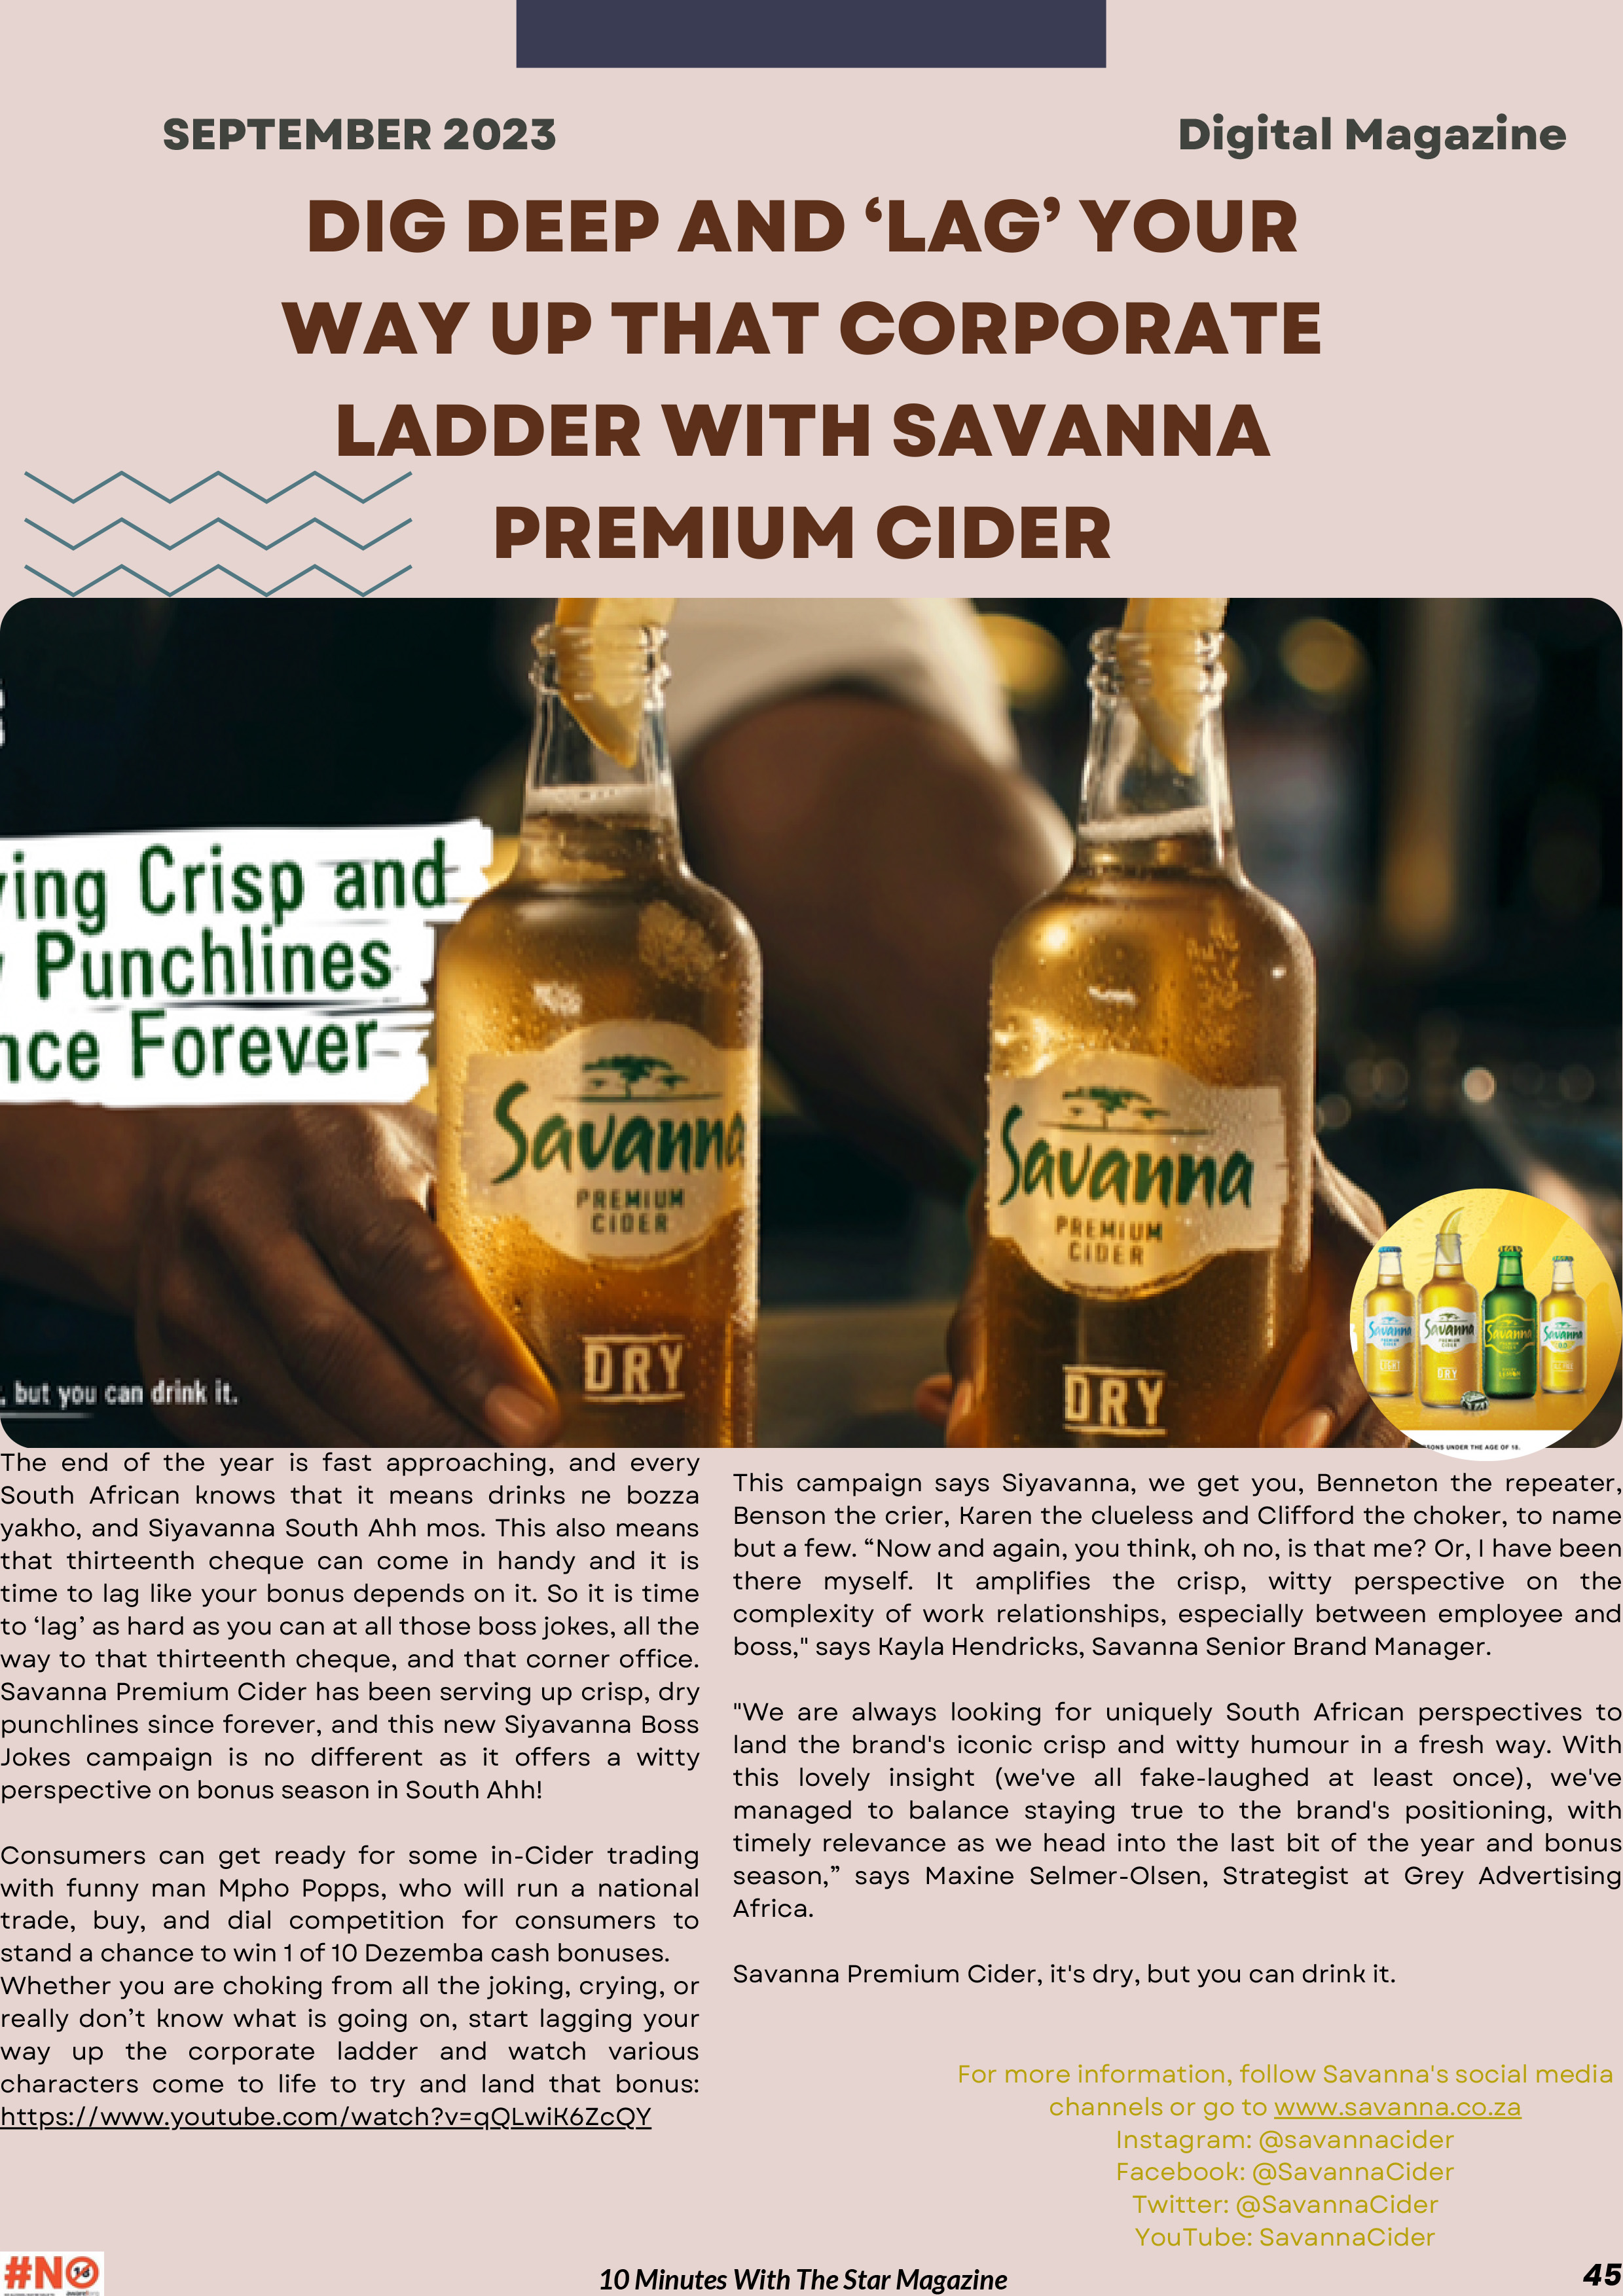 SEPTEMBER 2023
Digital Magazine
DIG DEEP AND ‘LAG’ YOUR
WAY UP THAT CORPORATE
LADDER WITH SAVANNA
PREMIUM CIDER
ving Crisp and
Punchlines
nce Forever
, but you can drink it.
Savanna
PREMIUM
CIDER
DRY
Savanna
PREMIUM
CIDER
DRY
Savanna
LIGHT
Savanna
DRY
Savanna
LEMON
Savanna
SONS UNDER THE AGE OF 18.
The end of the year is fast approaching, and every
South African knows that it means drinks ne bozza
yakho, and Siyavanna South Ahh mos. This also means
that thirteenth cheque can come in handy and it is
time to lag like your bonus depends on it. So it is time
to ‘lag’ as hard as you can at all those boss jokes, all the
way to that thirteenth cheque, and that corner office.
Savanna Premium Cider has been serving up crisp, dry
punchlines since forever, and this new Siyavanna Boss
Jokes campaign is no different as it offers a witty
perspective on bonus season in South Ahh!
Consumers can get ready for some in-Cider trading
with funny man Mpho Popps, who will run a national
trade, buy, and dial competition for consumers to
stand a chance to win 1 of 10 Dezemba cash bonuses.
Whether you are choking from all the joking, crying, or
really don’t know what is going on, start lagging your
way up the corporate ladder and watch various
characters come to life to try and land that bonus:
https://www.youtube.com/watch?v=qQLwiK6ZcQY
This campaign says Siyavanna, we get you, Benneton the repeater,
Benson the crier, Karen the clueless and Clifford the choker, to name
but a few. “Now and again, you think, oh no, is that me? Or, I have been
there myself. It amplifies the crisp, witty perspective on the
complexity of work relationships, especially between employee and
boss," says Kayla Hendricks, Savanna Senior Brand Manager.
"We are always looking for uniquely South African perspectives to
land the brand's iconic crisp and witty humour in a fresh way. With
this lovely insight (we've all fake-laughed at least once), we've
managed to balance staying true to the brand's positioning, with
timely relevance as we head into the last bit of the year and bonus
season,” says Maxine Selmer-Olsen, Strategist at Grey Advertising
Africa.
Savanna Premium Cider, it's dry, but you can drink it.
For more information, follow Savanna's social media
channels or go to www.savanna.co.za
Instagram: @savannacider
Facebook: @SavannaCider
Twitter: @SavannaCider
YouTube: SavannaCider
#NO
18
10 Minutes With The Star Magazine
45